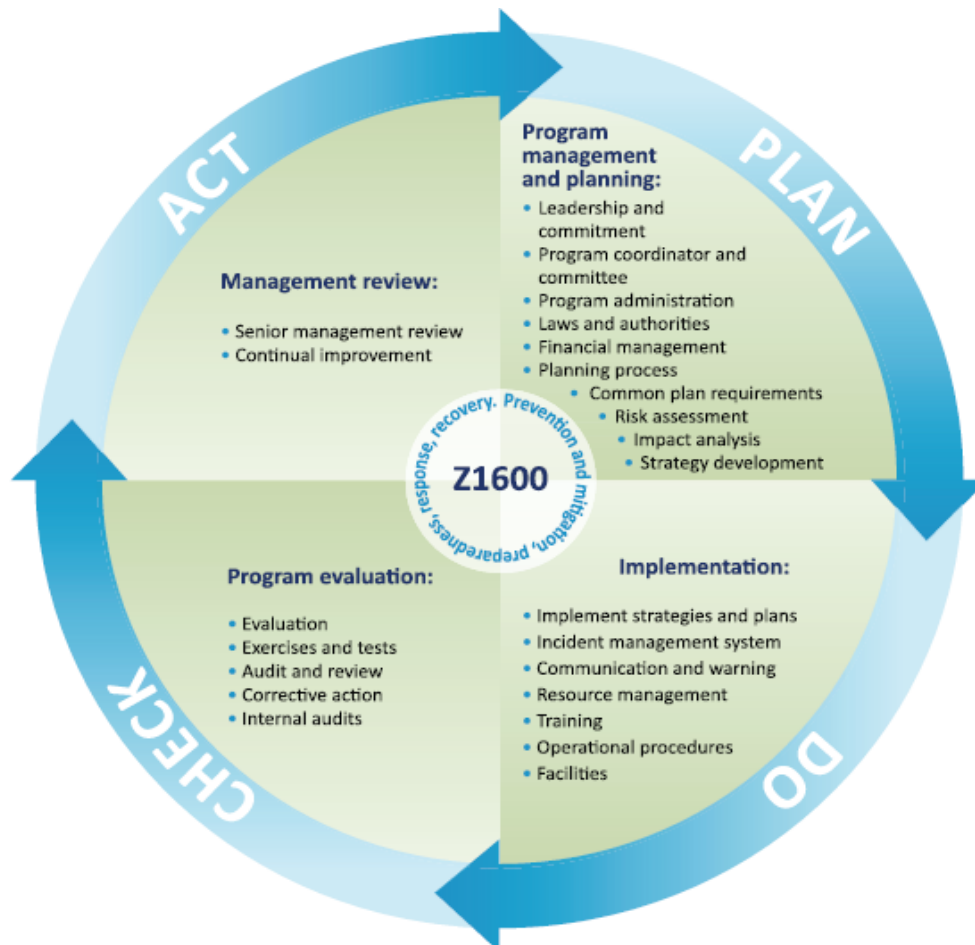 ACT
PLAN
Program
management
and planning:
• Leadership and
commitment
• Program coordinator and
committee
• Program administration
• Laws and authorities
• Financial management
• Planning process
• Common plan requirements
• Risk assessment
• Impact analysis
• Strategy development
Management review:
• Senior management review
• Continual improvement
Prevention and mitigation, preparedness, response, recovery.
Z1600
Program evaluation:
• Evaluation
• Exercises and tests
• Audit and review
• Corrective action
• Internal audits
Implementation:
• Implement strategies and plans
• Incident management system
• Communication and warning
• Resource management
• Training
• Operational procedures
• Facilities
CHECK
DO